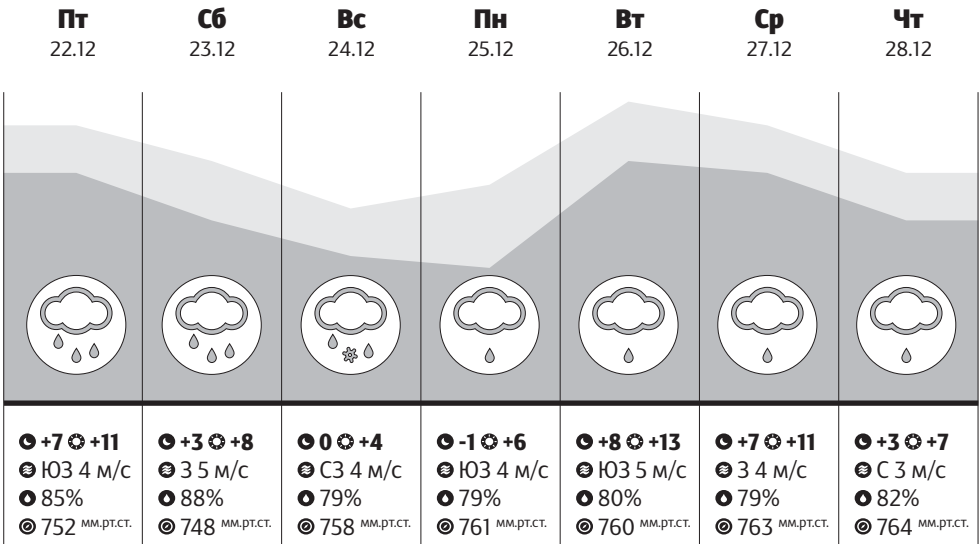 Пт Сб Вс Пн Вт Ср Чт
22.12 23.12 24.12 25.12 26.12 27.12 28.12
+7 +11 +3 +8 0 +4 -1 +6 +8 +13 +7 +11 +3 +7
ЮЗ 4 м/с З 5 м/с СЗ 4 м/с ЮЗ 4 м/с ЮЗ 5 м/с З 4 м/с С 3 м/с
85% 88% 79% 79% 80% 79% 82%
752 мм.рт.ст. 748 мм.рт.ст. 758 мм.рт.ст. 761 мм.рт.ст. 760 мм.рт.ст. 763 мм.рт.ст. 764 мм.рт.ст.